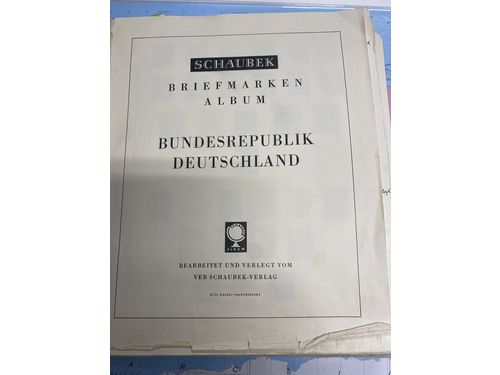 SCHAUBEK
BRIEFMARKEN
ALBUM
BUNDESREPUBLIK
DEUTSCHLAND
ALBUM
BEARBEITET UND VERLEGT VOM
VEB SCHAUBEK-VERLAG
Alle Rechte vorbehalten!